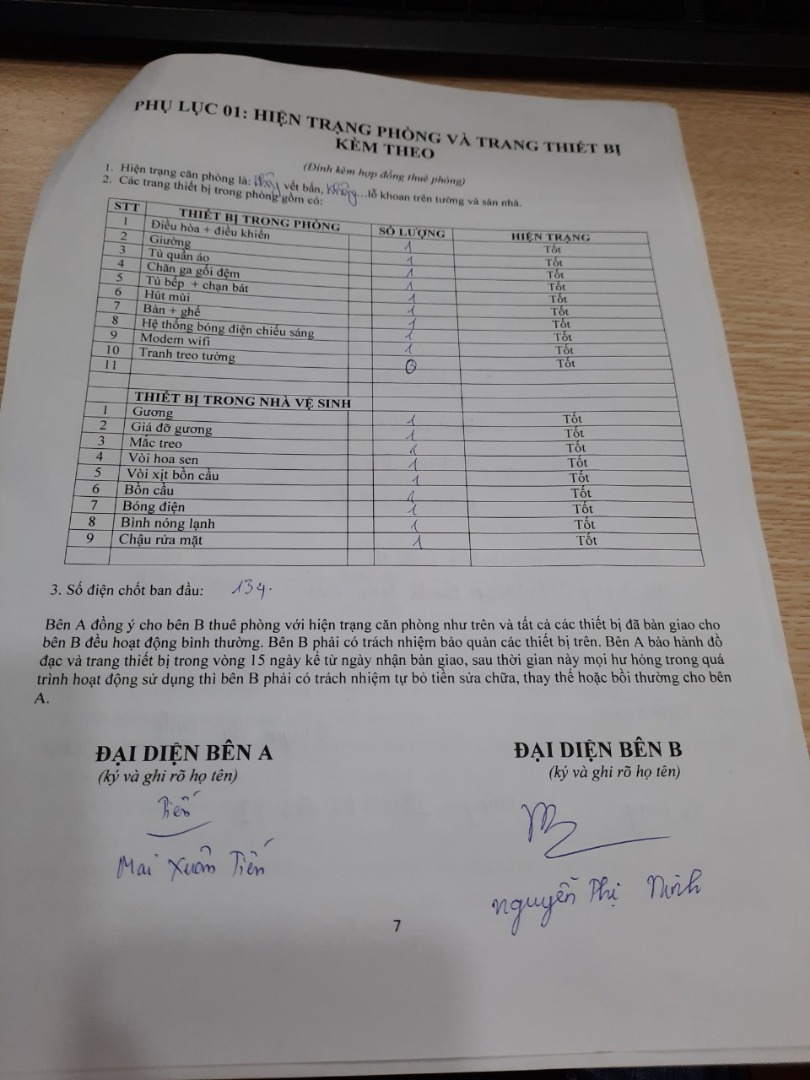 PHỤ LỤC 01: HIỆN TRẠNG PHÒNG VÀ TRANG THIẾT BỊ
KÈM THEO
(Đính kèm hợp đồng thuê phòng)
1. Hiện trạng căn phòng là: không vết bẩn, không...lỗ khoan trên tường và sàn nhà.
2. Các trang thiết bị trong phòng gồm có:
STT THIẾT BỊ TRONG PHÒNG SỐ LƯỢNG HIỆN TRẠNG
1 Điều hòa + điều khiển 1 Tốt
2 Giường 1 Tốt
3 Tủ quần áo 1 Tốt
4 Chăn ga gối đệm 1 Tốt
5 Tủ bếp + chạn bát 1 Tốt
6 Hút mùi 1 Tốt
7 Bàn + ghế 1 Tốt
8 Hệ thống bóng điện chiếu sáng 1 Tốt
9 Modem wifi 1 Tốt
10 Tranh treo tường 0 Tốt
11
THIẾT BỊ TRONG NHÀ VỆ SINH
1 Gương 1 Tốt
2 Giá đỡ gương 1 Tốt
3 Mắc treo 1 Tốt
4 Vòi hoa sen 1 Tốt
5 Vòi xịt bồn cầu 1 Tốt
6 Bồn cầu 1 Tốt
7 Bóng điện 1 Tốt
8 Bình nóng lạnh 1 Tốt
9 Chậu rửa mặt 1 Tốt
3. Số điện chốt ban đầu: 134.
Bên A đồng ý cho bên B thuê phòng với hiện trạng căn phòng như trên và tất cả các thiết bị đã bàn giao cho
bên B đều hoạt động bình thường. Bên B phải có trách nhiệm bảo quản các thiết bị trên. Bên A bảo hành đồ
đạc và trang thiết bị trong vòng 15 ngày kể từ ngày nhận bàn giao, sau thời gian này mọi hư hỏng trong quá
trình hoạt động sử dụng thì bên B phải có trách nhiệm tự bỏ tiền sửa chữa, thay thế hoặc bồi thường cho bên
A.
ĐẠI DIỆN BÊN A ĐẠI DIỆN BÊN B
(ký và ghi rõ họ tên) (ký và ghi rõ họ tên)
Tiến
Mai Xuân Tiến Nguyễn Thị Ninh
7